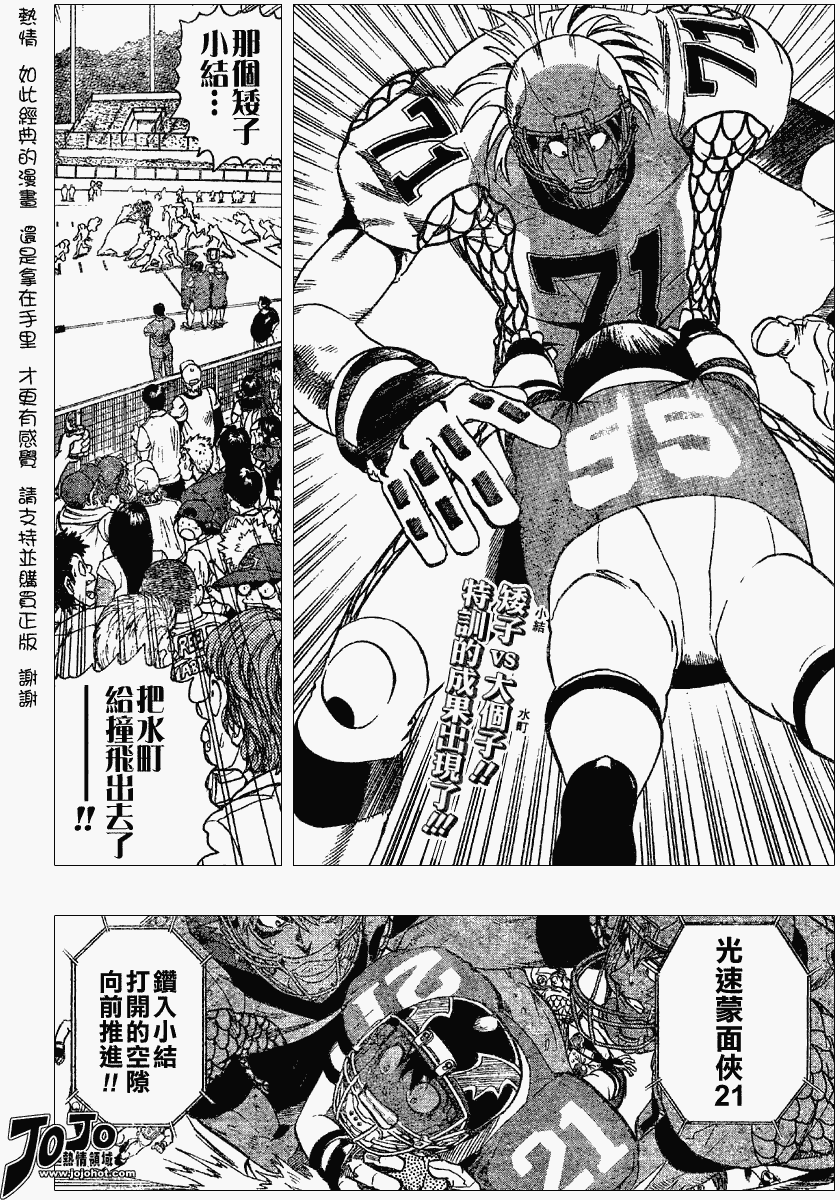 71
71
71
55
矮子vs大個子!!
小結
水町
特訓的成果出現了!!!
那個矮子
小結…
把水町
給撞飛出去了
——!!
光速蒙面俠21
21
21
鑽入小結
打開的空隙
向前推進!!
熱情 如此經典的漫畫 還是拿在手里 才更有感覺 請支持並購買正版 謝謝
JOJO
熱情領域
www.jojohot.com